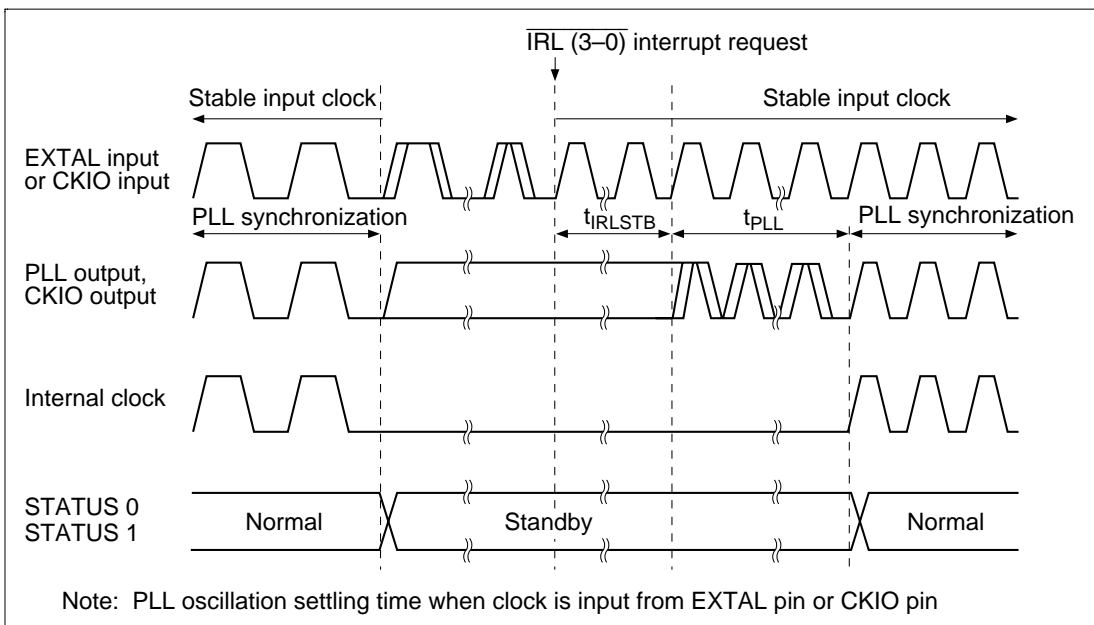 IRL (3–0) interrupt request
Stable input clock
Stable input clock
EXTAL input
or CKIO input
PLL synchronization
tIRLSTB
tPLL
PLL synchronization
PLL output,
CKIO output
Internal clock
STATUS 0
STATUS 1
Normal
Standby
Normal
Note: PLL oscillation settling time when clock is input from EXTAL pin or CKIO pin